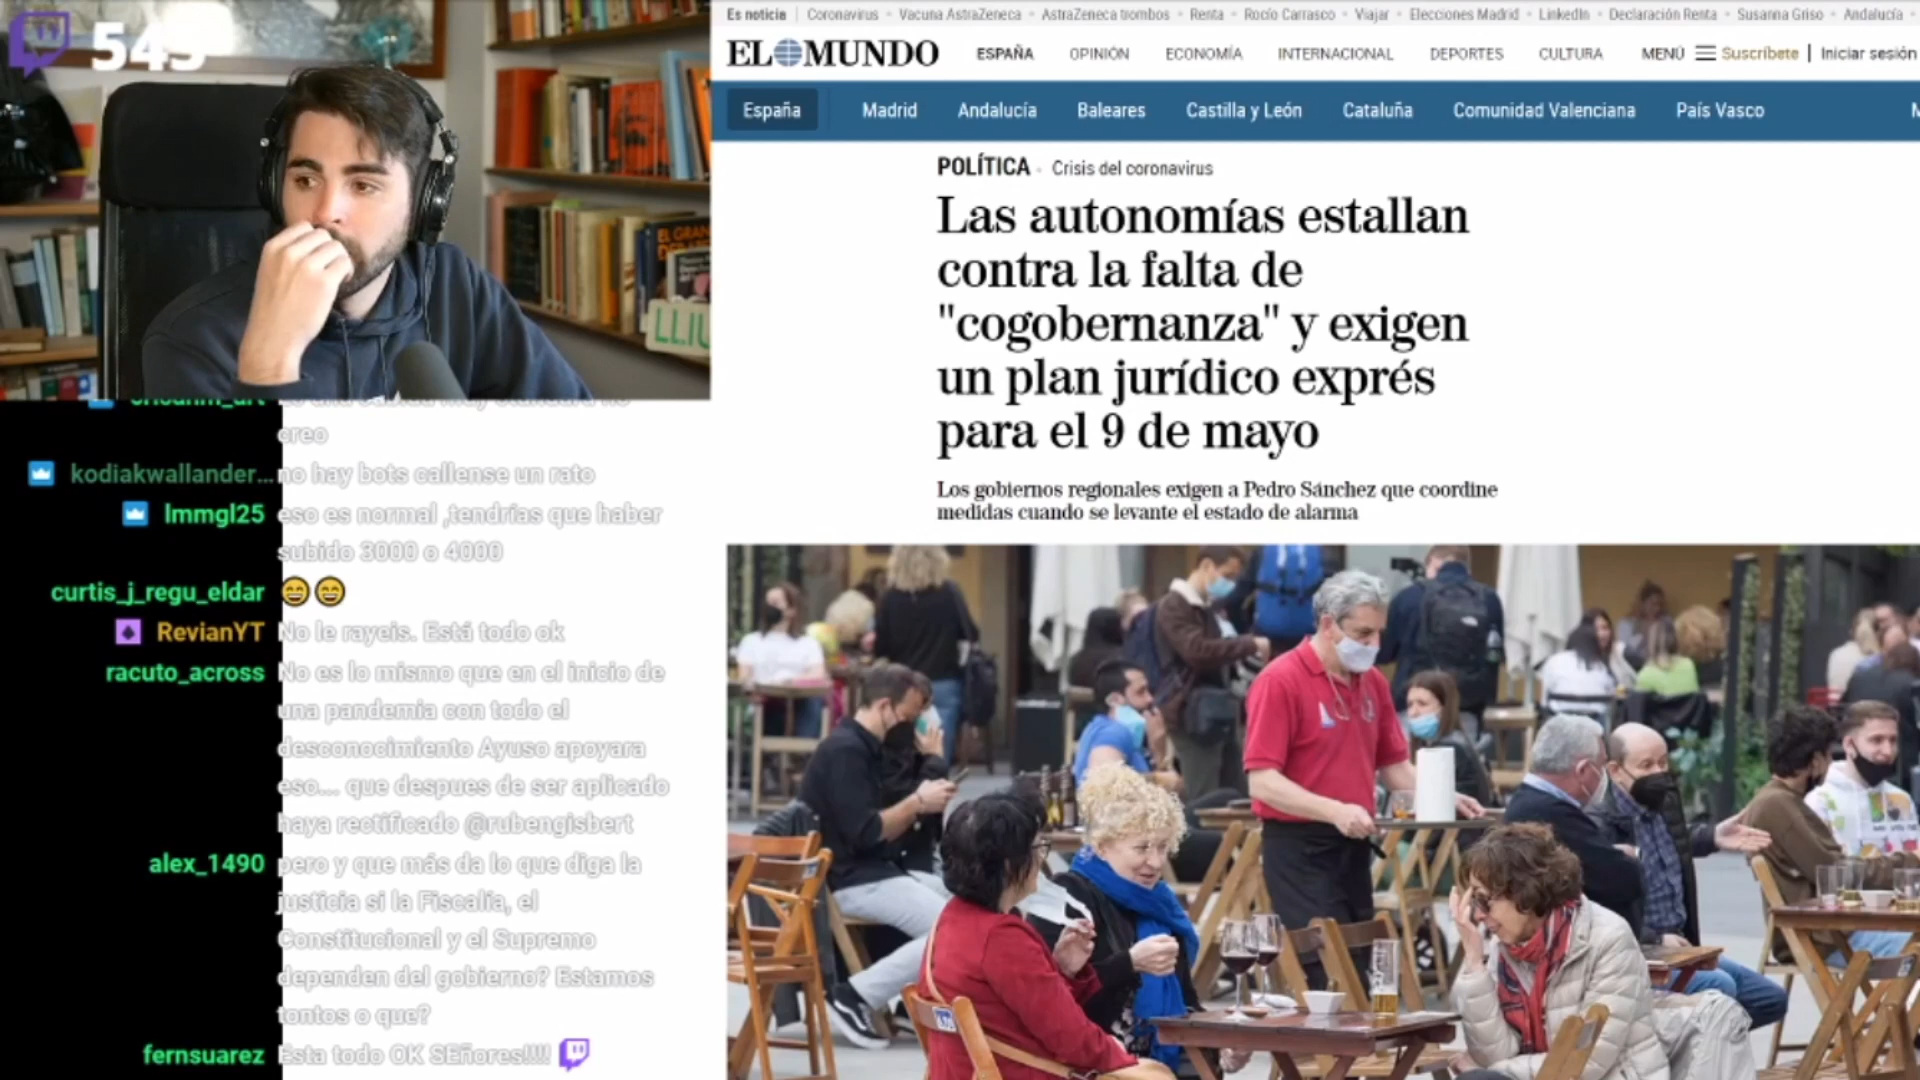 545
EL GRAN
LLIU
crisanm_art
creo
kodiakwallander... no hay bots callense un rato
lmmgl25 eso es normal ,tendrías que haber
subido 3000 o 4000
curtis_j_regu_eldar 😄😄
RevianYT No le rayeis. Está todo ok
racuto_across No es lo mismo que en el inicio de
una pandemia con todo el
desconocimiento Ayuso apoyara
eso.... que despues de ser aplicado
haya rectificado @rubengisbert
alex_1490 pero y que más da lo que diga la
justicia si la Fiscalía, el
Constitucional y el Supremo
dependen del gobierno? Estamos
tontos o que?
fernsuarez Esta todo OK SEñores!!!!
Es noticia Coronavirus Vacuna AstraZeneca AstraZeneca trombos Renta Rocío Carrasco Viajar Elecciones Madrid LinkedIn Declaración Renta Susanna Griso Andalucía
EL MUNDO ESPAÑA OPINIÓN ECONOMÍA INTERNACIONAL DEPORTES CULTURA MENÚ Suscríbete | Iniciar sesión
España Madrid Andalucía Baleares Castilla y León Cataluña Comunidad Valenciana País Vasco
POLÍTICA Crisis del coronavirus
Las autonomías estallan
contra la falta de
"cogobernanza" y exigen
un plan jurídico exprés
para el 9 de mayo
Los gobiernos regionales exigen a Pedro Sánchez que coordine
medidas cuando se levante el estado de alarma